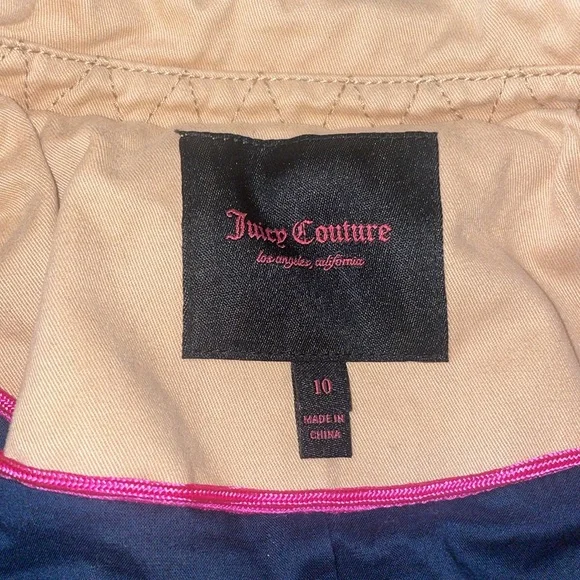 Juicy Couture
los angeles, california
10
MADE IN
CHINA